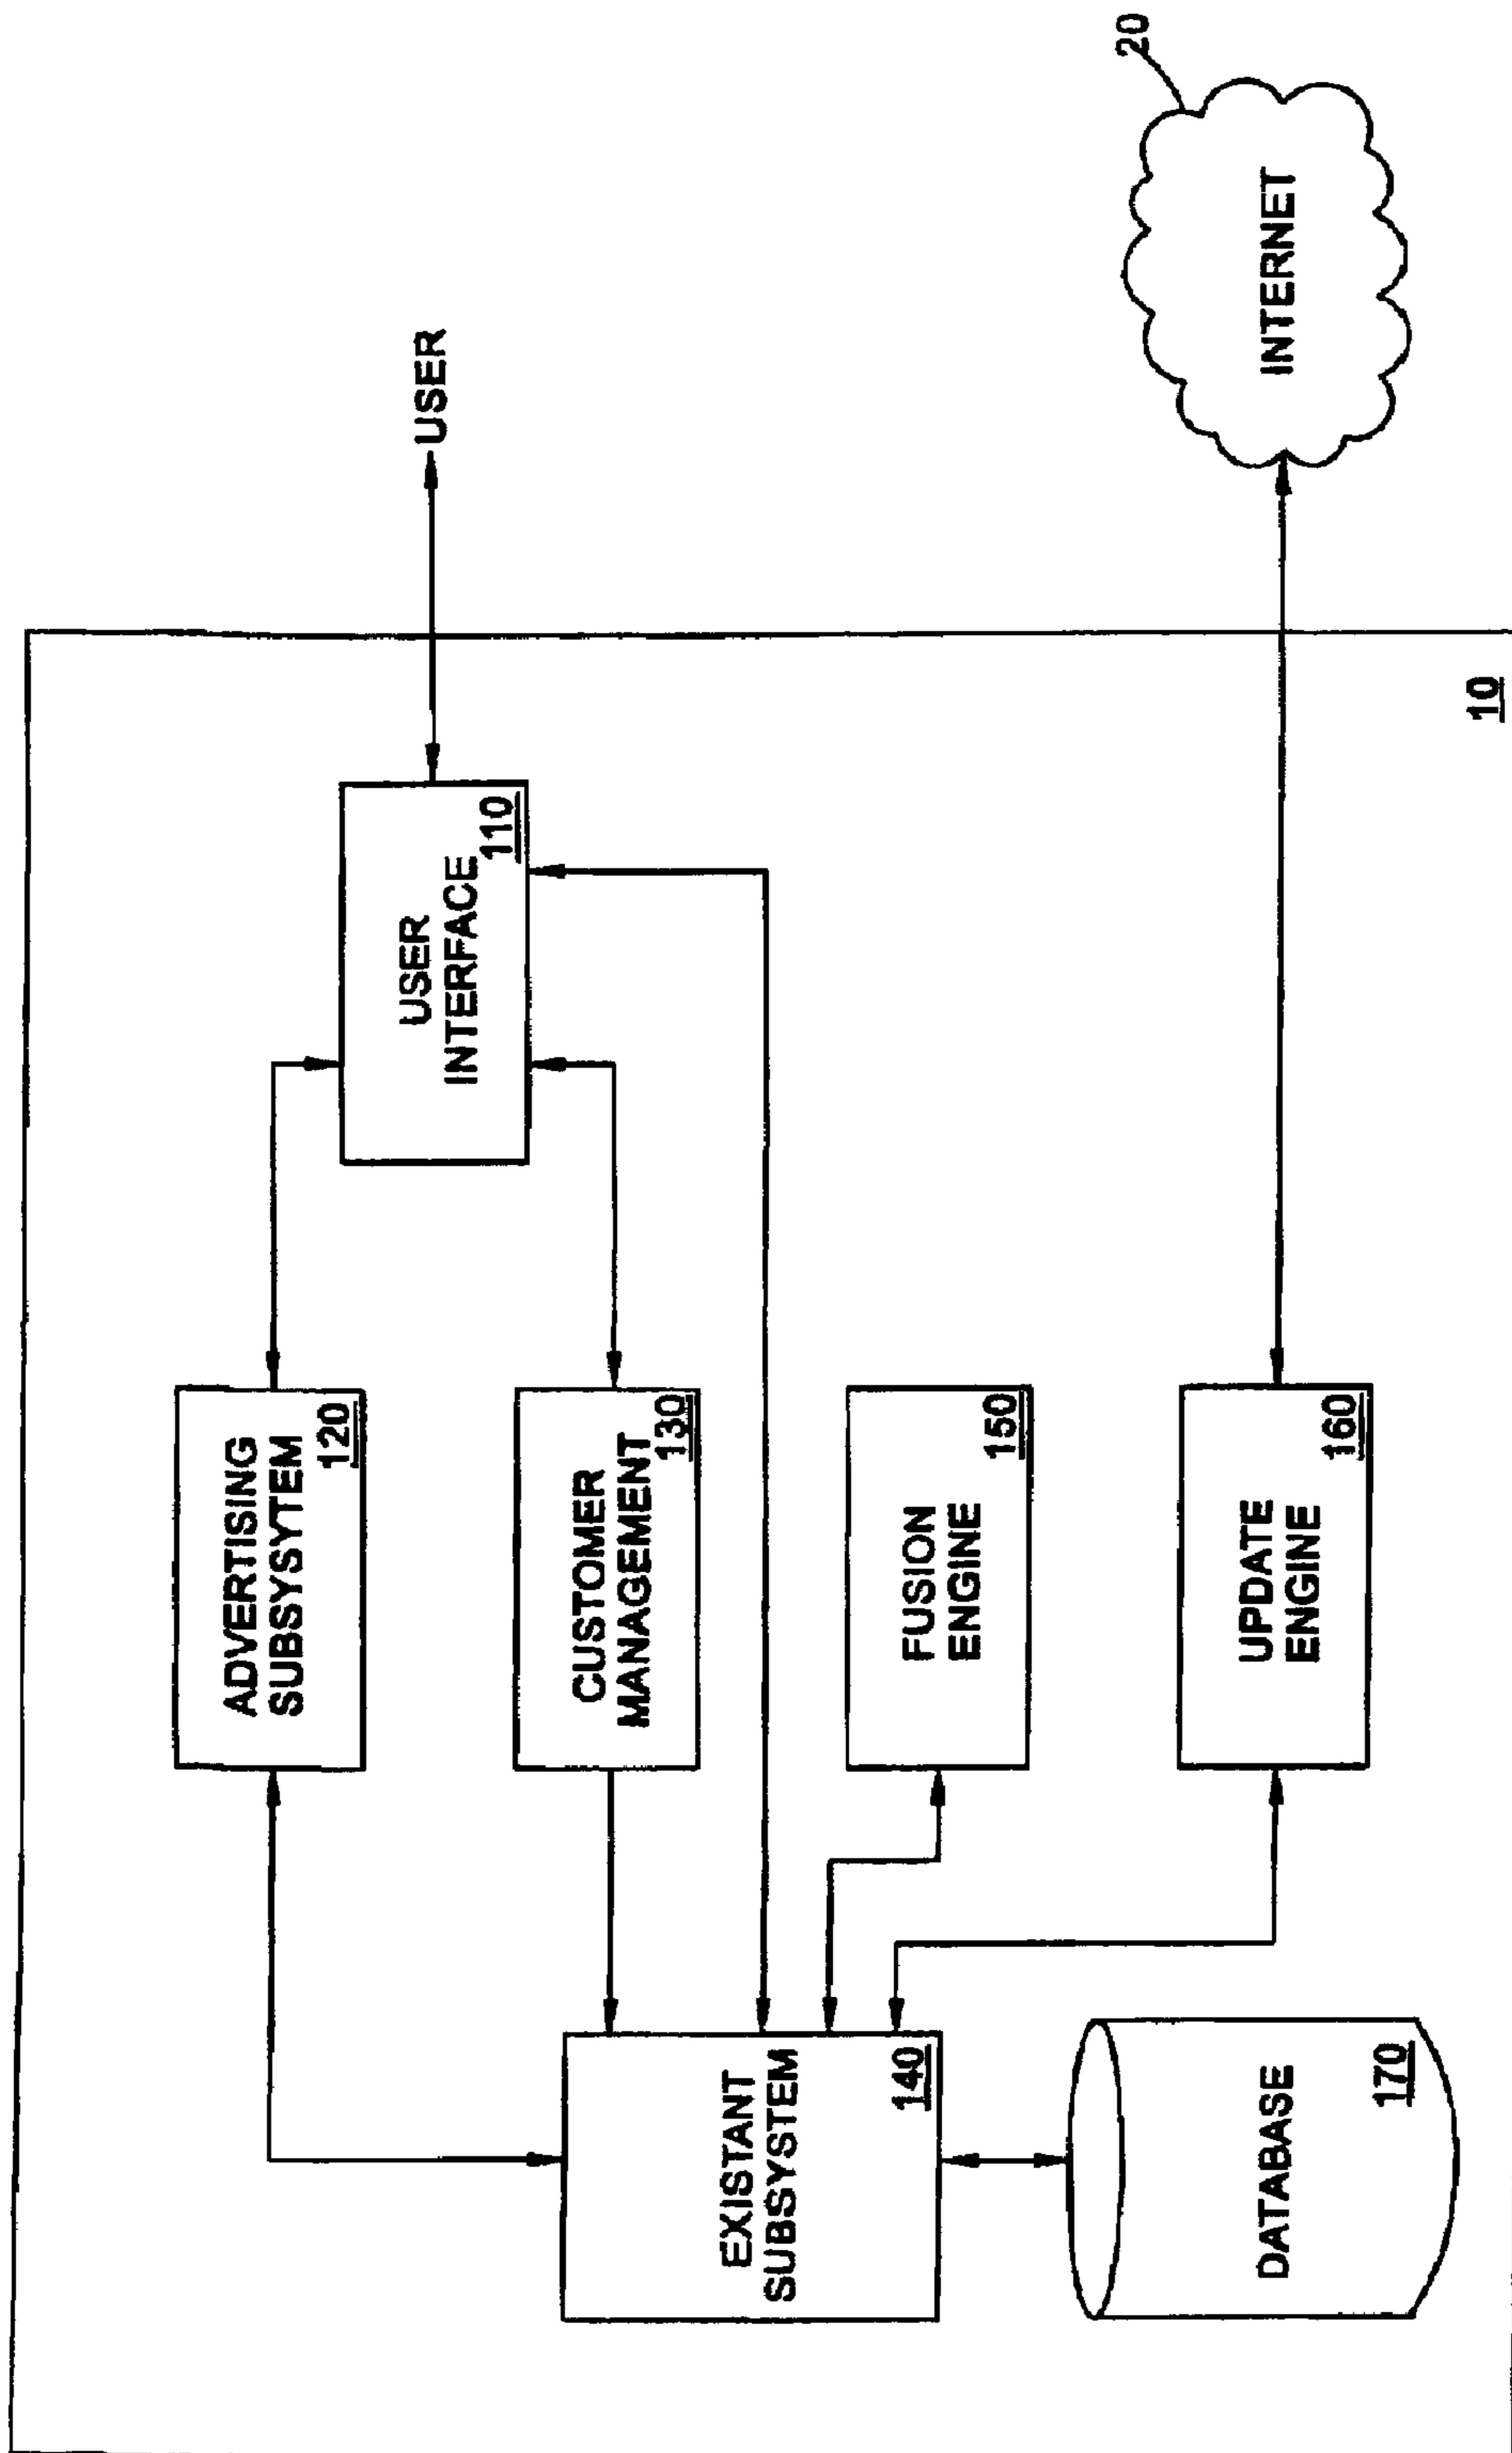 ADVERTISING
SUBSYTEM
120
USER
INTERFACE
110
USER
CUSTOMER
MANAGEMENT
130
EXISTANT
SUBSYSTEM
140
FUSION
ENGINE
150
UPDATE
ENGINE
160
DATABASE
170
INTERNET
20
10